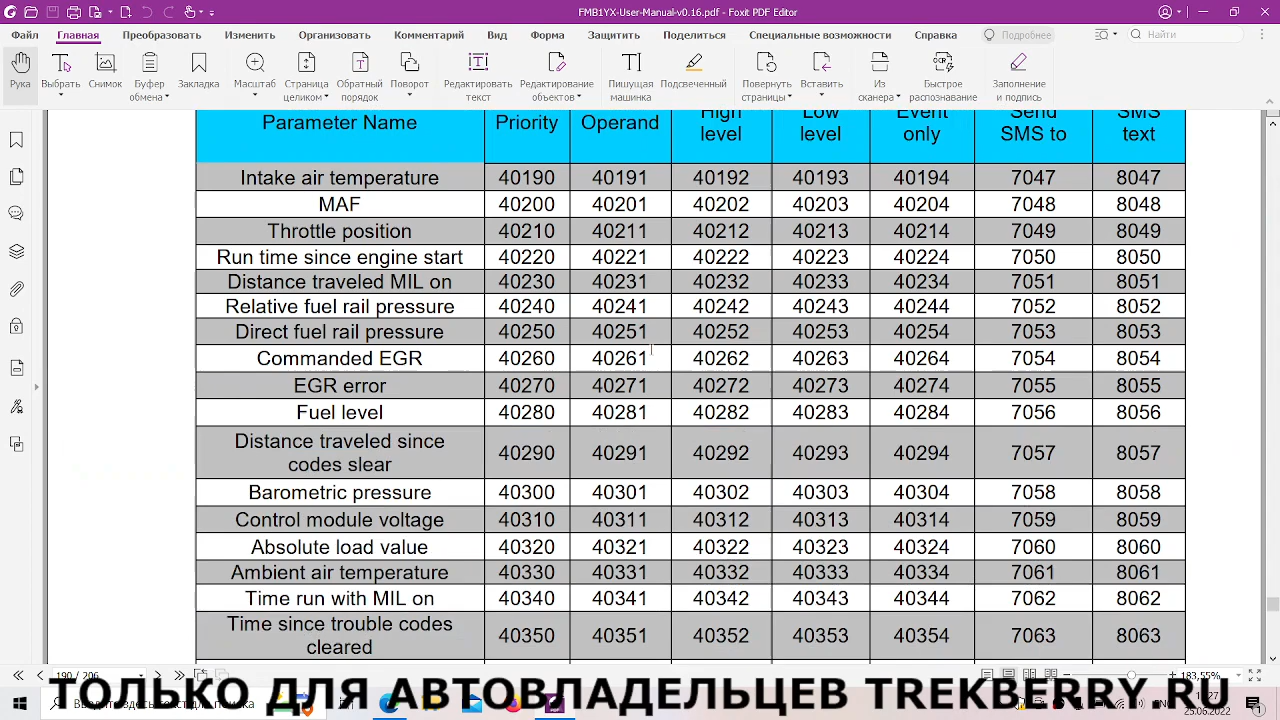 FMB1YX-User-Manual-v0.16.pdf - Foxit PDF Editor
Файл Главная Преобразовать Изменить Организовать Комментарий Вид Форма Защитить Поделиться Специальные возможности Справка Подробнее Найти
Рука Выбрать Снимок Буфер обмена Закладка Масштаб Страница целиком Обратный порядок Поворот Редактировать текст Редактирование объектов Пишущая машинка Подсвеченный Повернуть страницы Вставить Из сканера Быстрое распознавание Заполнение и подпись
Parameter Name Priority Operand High level Low level Event only Send SMS to SMS text
Intake air temperature 40190 40191 40192 40193 40194 7047 8047
MAF 40200 40201 40202 40203 40204 7048 8048
Throttle position 40210 40211 40212 40213 40214 7049 8049
Run time since engine start 40220 40221 40222 40223 40224 7050 8050
Distance traveled MIL on 40230 40231 40232 40233 40234 7051 8051
Relative fuel rail pressure 40240 40241 40242 40243 40244 7052 8052
Direct fuel rail pressure 40250 40251 40252 40253 40254 7053 8053
Commanded EGR 40260 40261 40262 40263 40264 7054 8054
EGR error 40270 40271 40272 40273 40274 7055 8055
Fuel level 40280 40281 40282 40283 40284 7056 8056
Distance traveled since codes slear 40290 40291 40292 40293 40294 7057 8057
Barometric pressure 40300 40301 40302 40303 40304 7058 8058
Control module voltage 40310 40311 40312 40313 40314 7059 8059
Absolute load value 40320 40321 40322 40323 40324 7060 8060
Ambient air temperature 40330 40331 40332 40333 40334 7061 8061
Time run with MIL on 40340 40341 40342 40343 40344 7062 8062
Time since trouble codes cleared 40350 40351 40352 40353 40354 7063 8063
190 / 206 183.55%
ТОЛЬКО ДЛЯ АВТОВЛАДЕЛЬЦЕВ TREKBERRY RU
25.06.2022